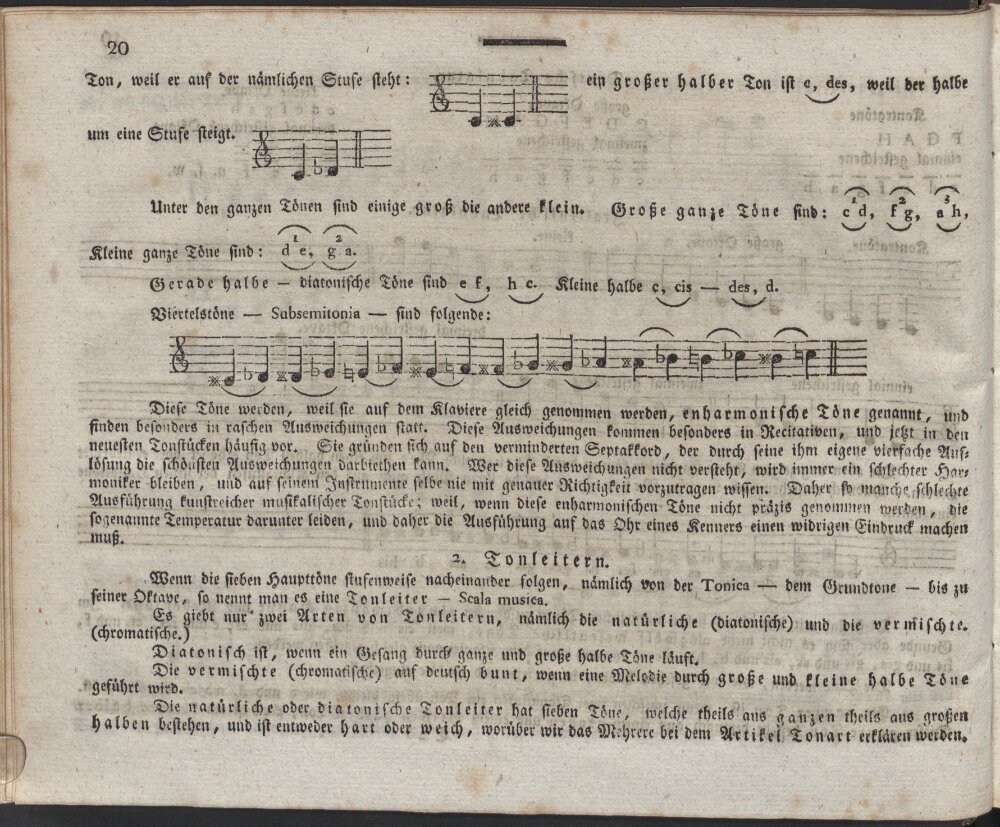 20
Ton, weil er auf der nämlichen Stufe steht: ein großer halber Ton ist c, des, weil der halbe
um eine Stufe steigt.
Unter den ganzen Tönen sind einige groß die andere klein. Große ganze Töne sind: 1 c d, 2 f g, 3 a h,
Kleine ganze Töne sind: 1 d e, 2 g a.
Gerade halbe — diatonische Töne sind e f, h c. Kleine halbe c, cis — des, d.
Viertelstöne — Subsemitonia — sind folgende:
Diese Töne werden, weil sie auf dem Klaviere gleich genommen werden, enharmonische Töne genannt, und
finden besonders in raschen Ausweichungen statt. Diese Ausweichungen kommen besonders in Recitativen, und jetzt in den
neuesten Tonstücken häufig vor. Sie gründen sich auf den verminderten Septakkord, der durch seine ihm eigene vierfache Auf-
lösung die schönsten Ausweichungen darbiethen kann. Wer diese Ausweichungen nicht versteht, wird immer ein schlechter Har-
moniker bleiben, und auf seinem Instrumente selbe nie mit genauer Richtigkeit vorzutragen wissen. Daher so manche schlechte
Ausführung kunstreicher musikalischer Tonstücke; weil, wenn diese enharmonischen Töne nicht präzis genommen werden, die
sogenannte Temperatur darunter leiden, und daher die Ausführung auf das Ohr eines Kenners einen widrigen Eindruck machen
muß.
2. Tonleitern.
Wenn die sieben Haupttöne stufenweise nacheinander folgen, nämlich von der Tonica — dem Grundtone — bis zu
seiner Oktave, so nennt man es eine Tonleiter — Scala musica.
Es giebt nur zwei Arten von Tonleitern, nämlich die natürliche (diatonische) und die vermischte.
(chromatische.)
Diatonisch ist, wenn ein Gesang durch ganze und große halbe Töne läuft.
Die vermischte (chromatische) auf deutsch bunt, wenn eine Melodie durch große und kleine halbe Töne
geführt wird.
Die natürliche oder diatonische Tonleiter hat sieben Töne, welche theils aus ganzen theils aus großen
halben bestehen, und ist entweder hart oder weich, worüber wir das Mehrere bei dem Artikel Tonart erklären werden.